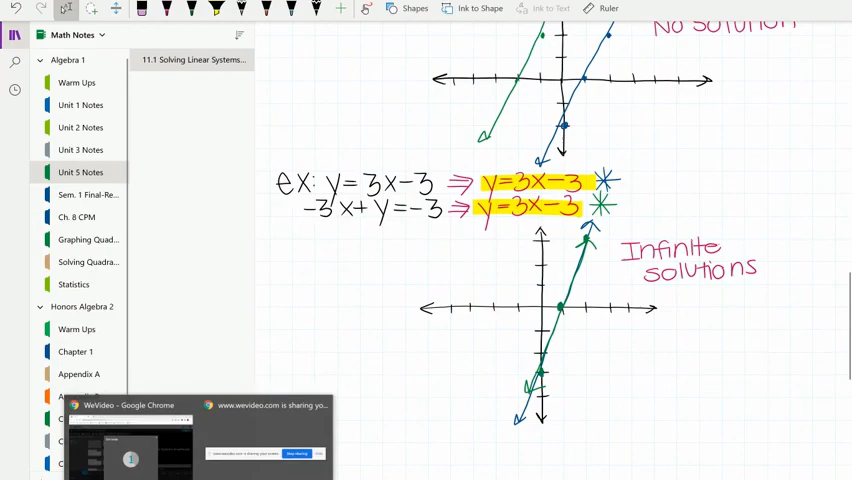 Shapes
Ink to Shape
Ink to Text
Ruler
Math Notes
Algebra 1
Warm Ups
Unit 1 Notes
Unit 2 Notes
Unit 3 Notes
Unit 5 Notes
Sem. 1 Final-Re...
Ch. 8 CPM
Graphing Quad...
Solving Quadra...
Statistics
Honors Algebra 2
Warm Ups
Chapter 1
Appendix A
11.1 Solving Linear Systems...
No solution
ex: y=3x-3 ⇒ y=3x-3 *
-3x+y=-3 ⇒ y=3x-3 *
Infinite
solutions
WeVideo - Google Chrome
www.wevideo.com is sharing yo...
Stop sharing